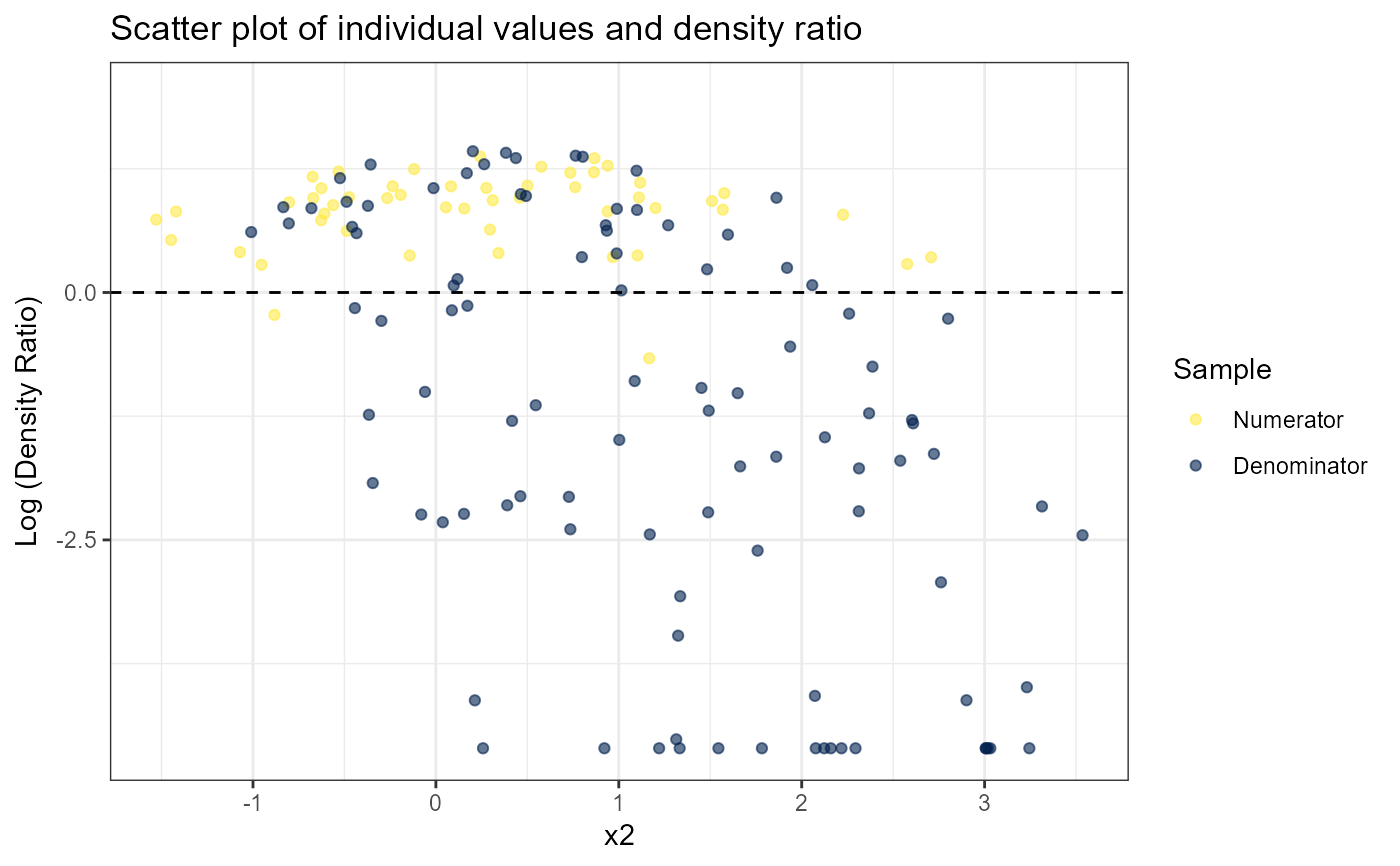 Scatter plot of individual values and density ratio
Log (Density Ratio)
0.0
-2.5
-1
0
1
2
3
x2
Sample
Numerator
Denominator